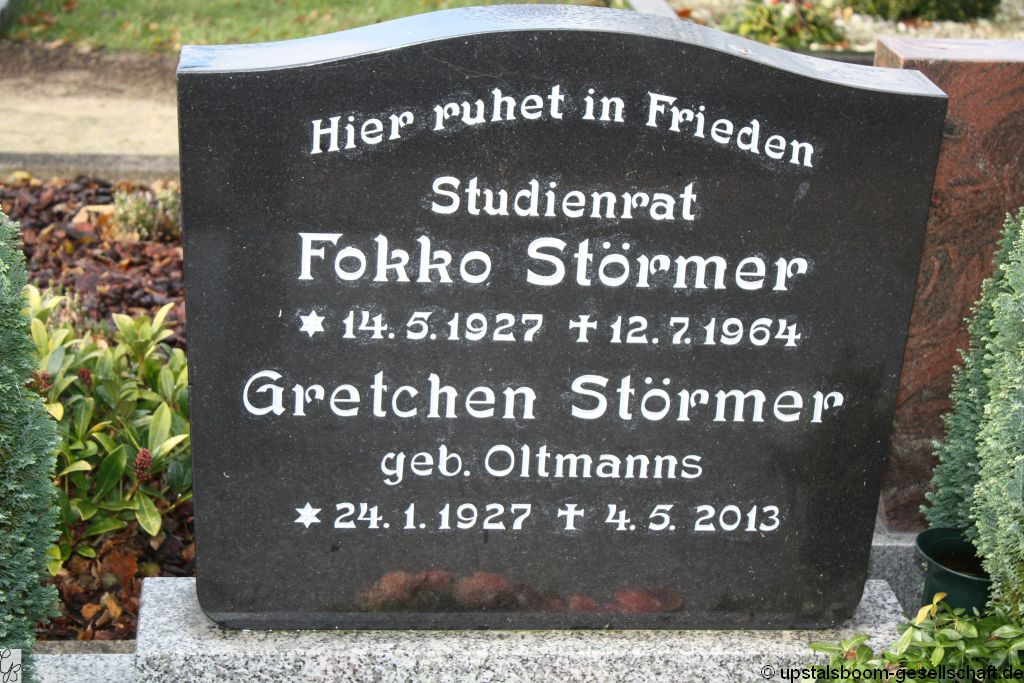 Hier ruhet in Frieden
Studienrat
Fokko Störmer
* 14. 5. 1927 † 12. 7. 1964
Gretchen Störmer
geb. Oltmanns
* 24. 1. 1927 † 4. 5. 2013
© upstalsboom-gesellschaft.de